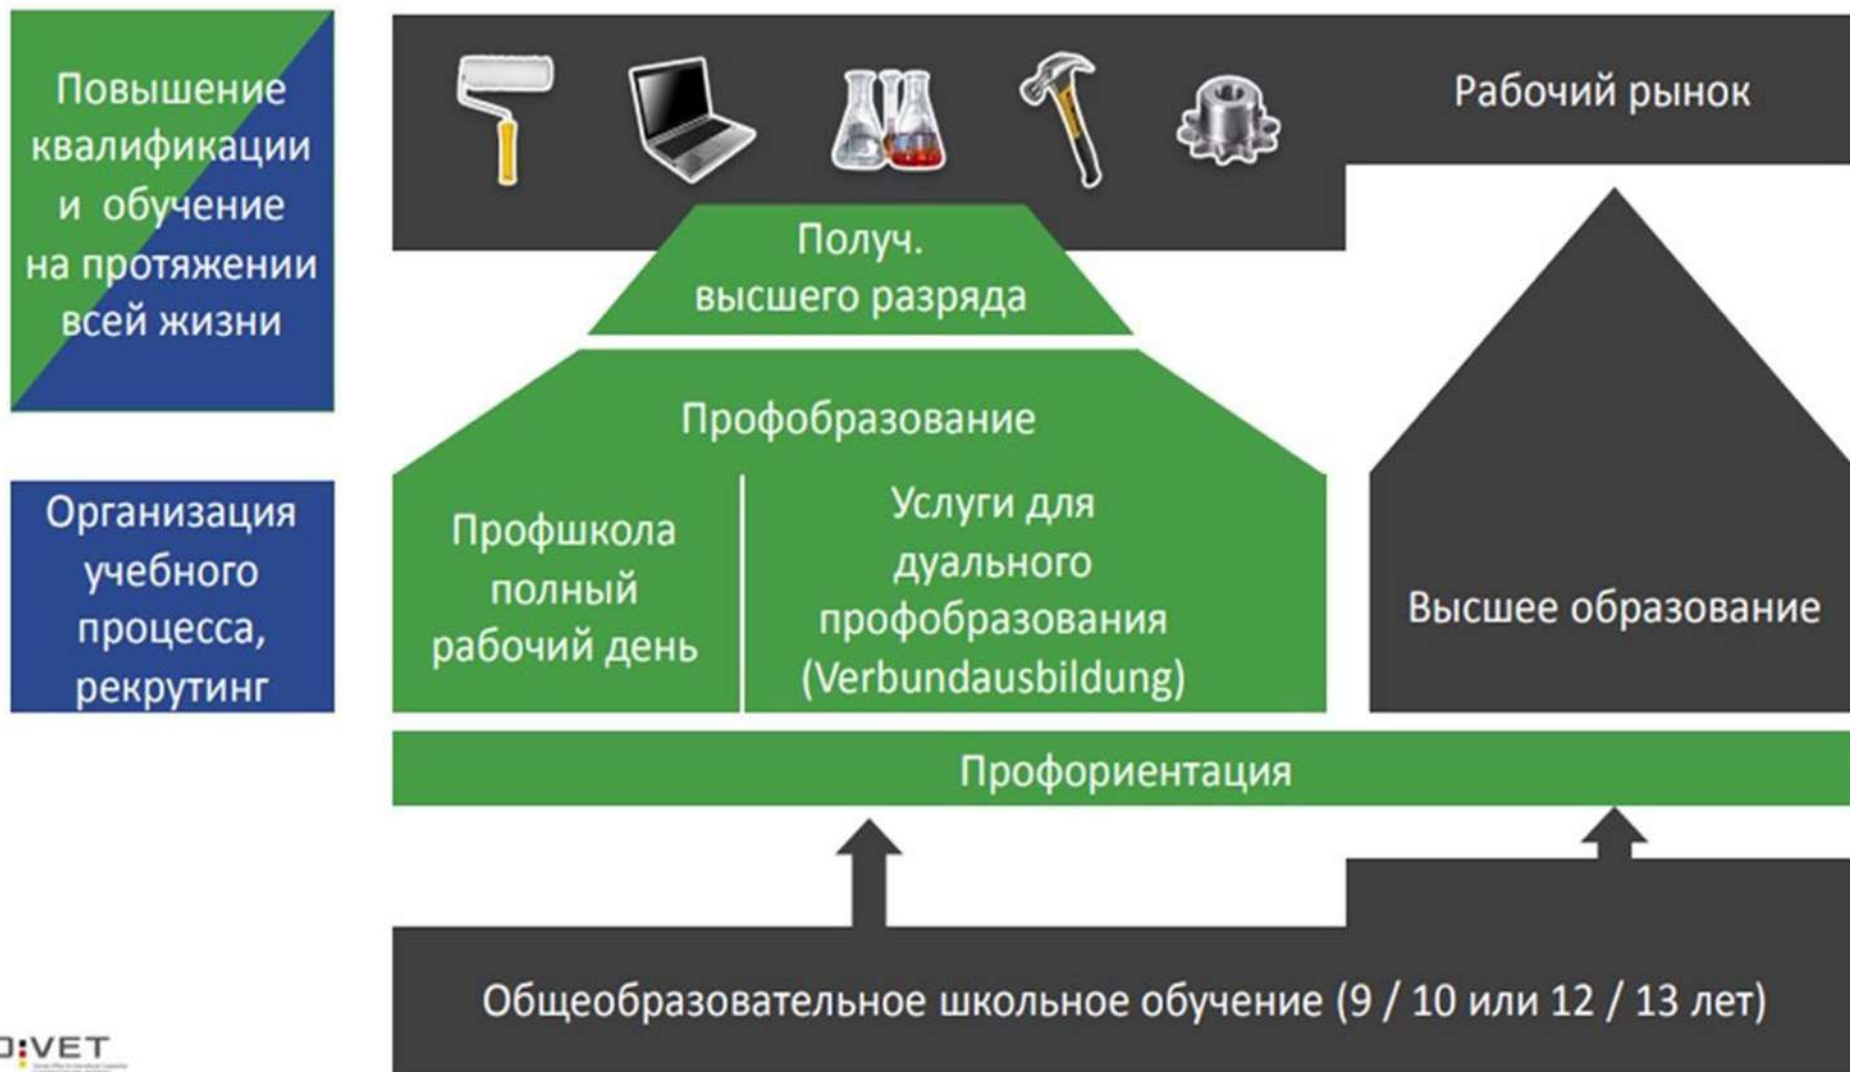 Повышение
квалификации
и обучение
на протяжении
всей жизни
Рабочий рынок
Получ.
высшего разряда
Профобразование
Организация
учебного
процесса,
рекрутинг
Профшкола
полный
рабочий день
Услуги для
дуального
профобразования
(Verbundausbildung)
Высшее образование
Профориентация
Общеобразовательное школьное обучение (9 / 10 или 12 / 13 лет)
VET